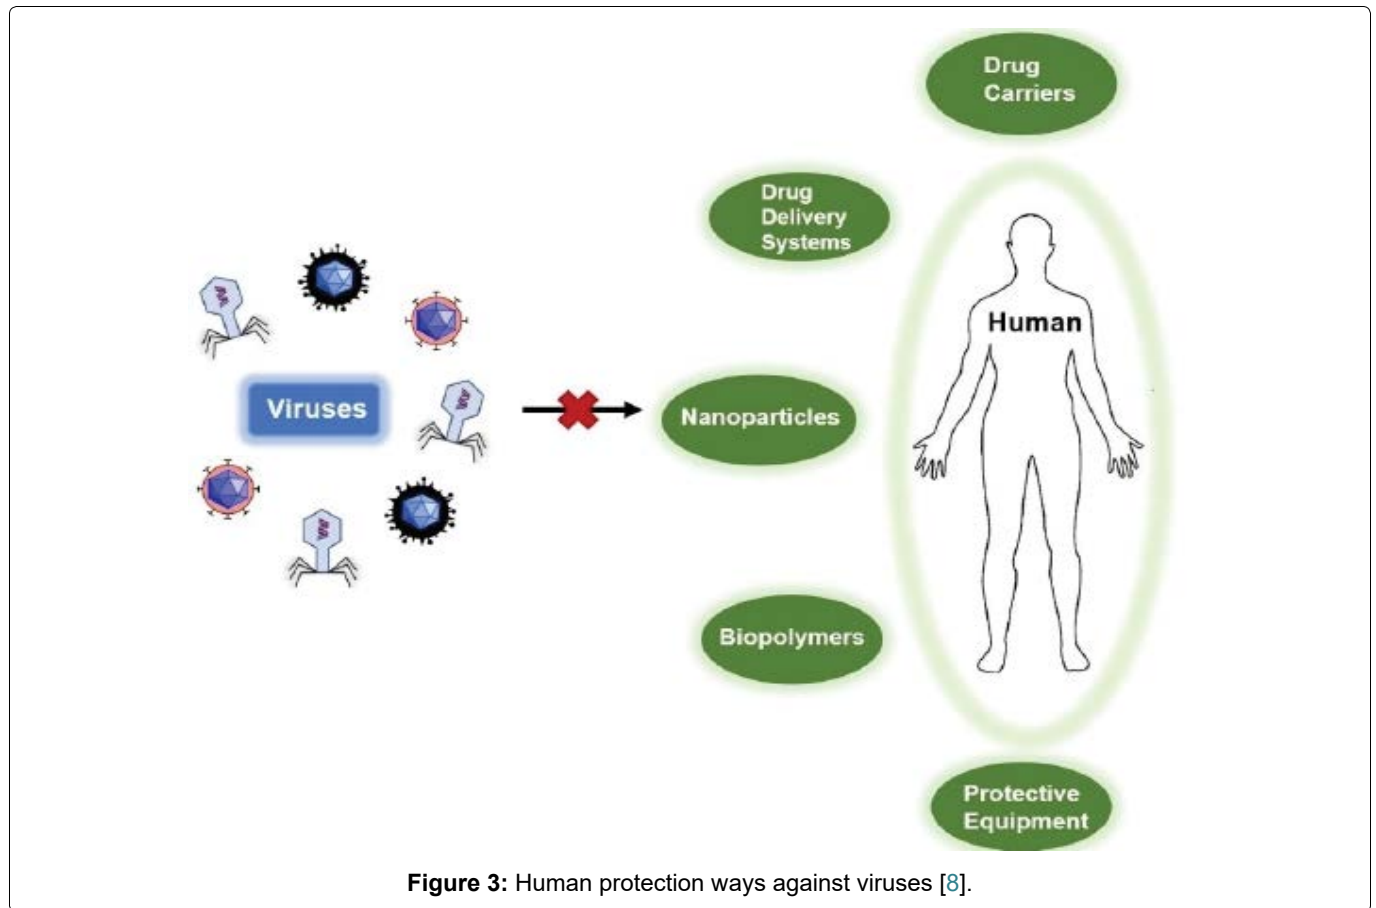 Drug
Carriers
Drug
Delivery
Systems
Human
Viruses
Nanoparticles
Biopolymers
Protective
Equipment
Figure 3: Human protection ways against viruses [8].